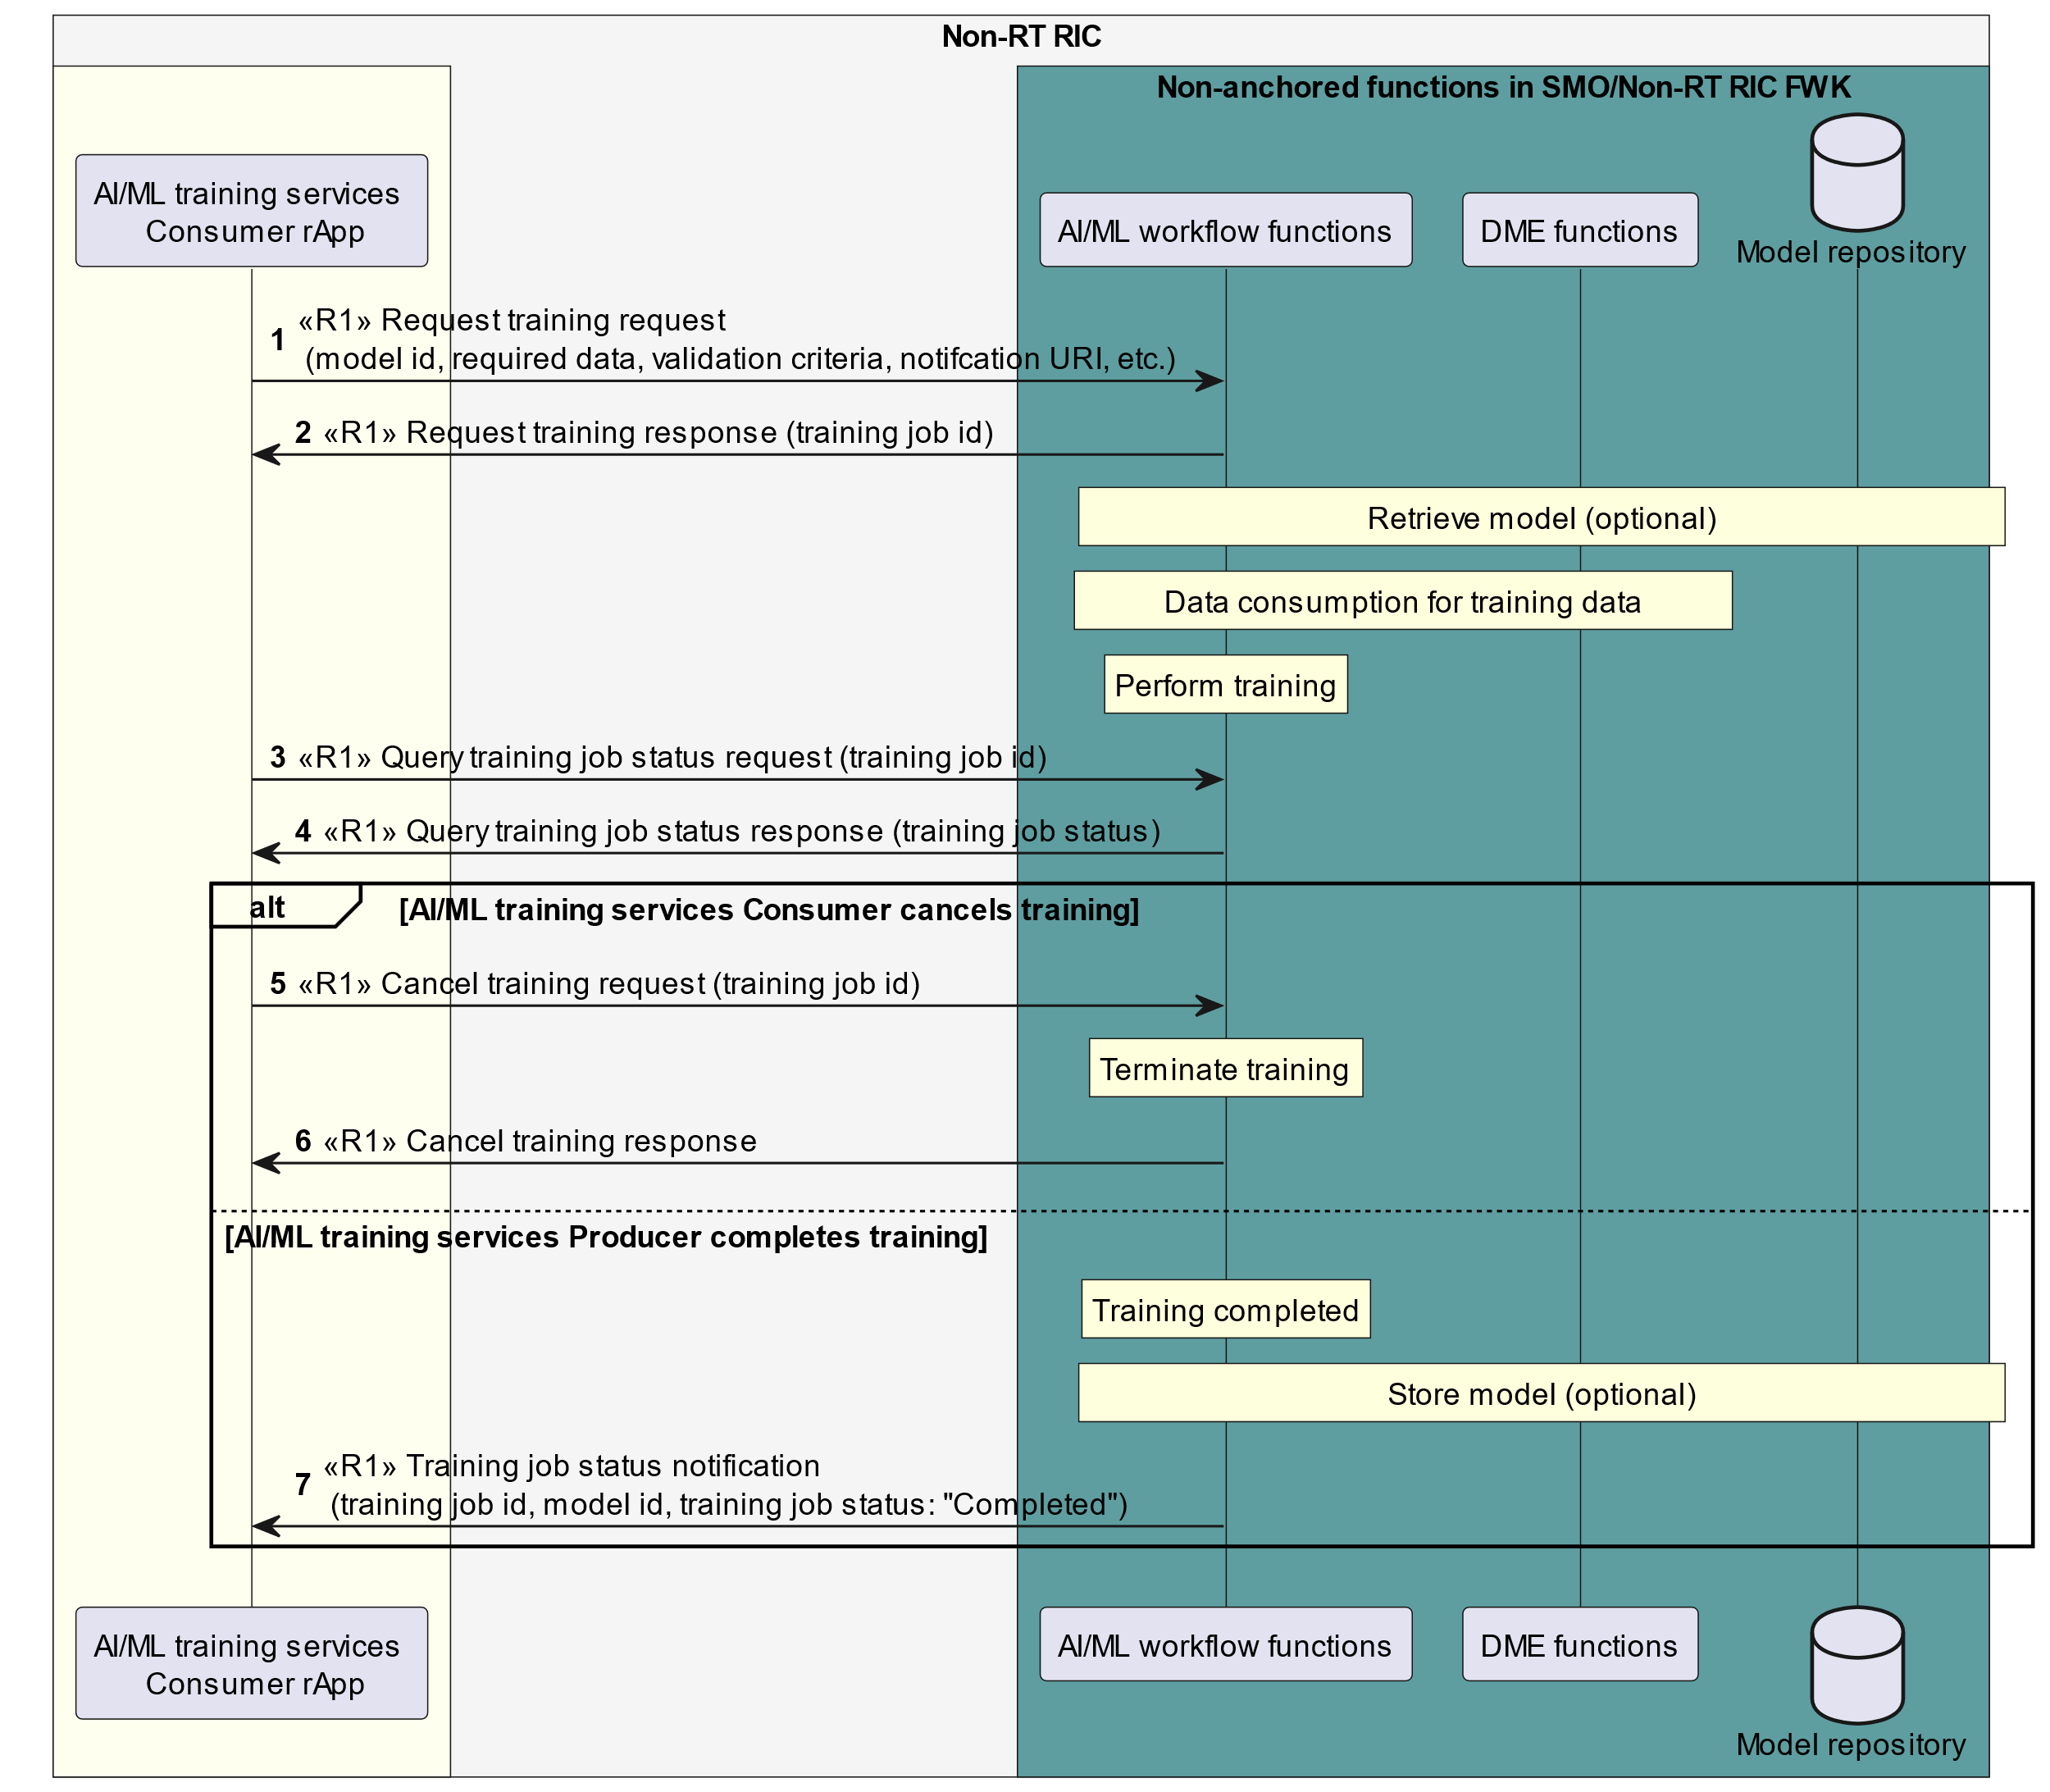 Non-RT RIC
Non-anchored functions in SMO/Non-RT RIC FWK
AI/ML training services
Consumer rApp
AI/ML workflow functions
DME functions
Model repository
1 «R1» Request training request
(model id, required data, validation criteria, notifcation URI, etc.)
2 «R1» Request training response (training job id)
Retrieve model (optional)
Data consumption for training data
Perform training
3 «R1» Query training job status request (training job id)
4 «R1» Query training job status response (training job status)
alt [AI/ML training services Consumer cancels training]
5 «R1» Cancel training request (training job id)
Terminate training
6 «R1» Cancel training response
[AI/ML training services Producer completes training]
Training completed
Store model (optional)
7 «R1» Training job status notification
(training job id, model id, training job status: "Completed")
AI/ML training services
Consumer rApp
AI/ML workflow functions
DME functions
Model repository